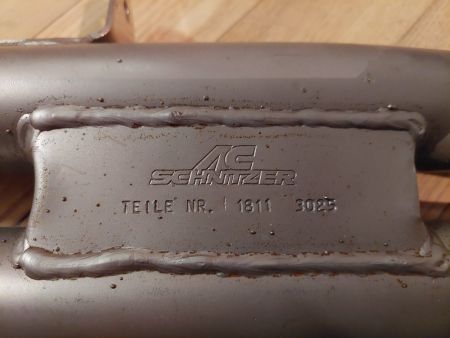 AC
SCHNITZER
TEILE NR. 1811 3025